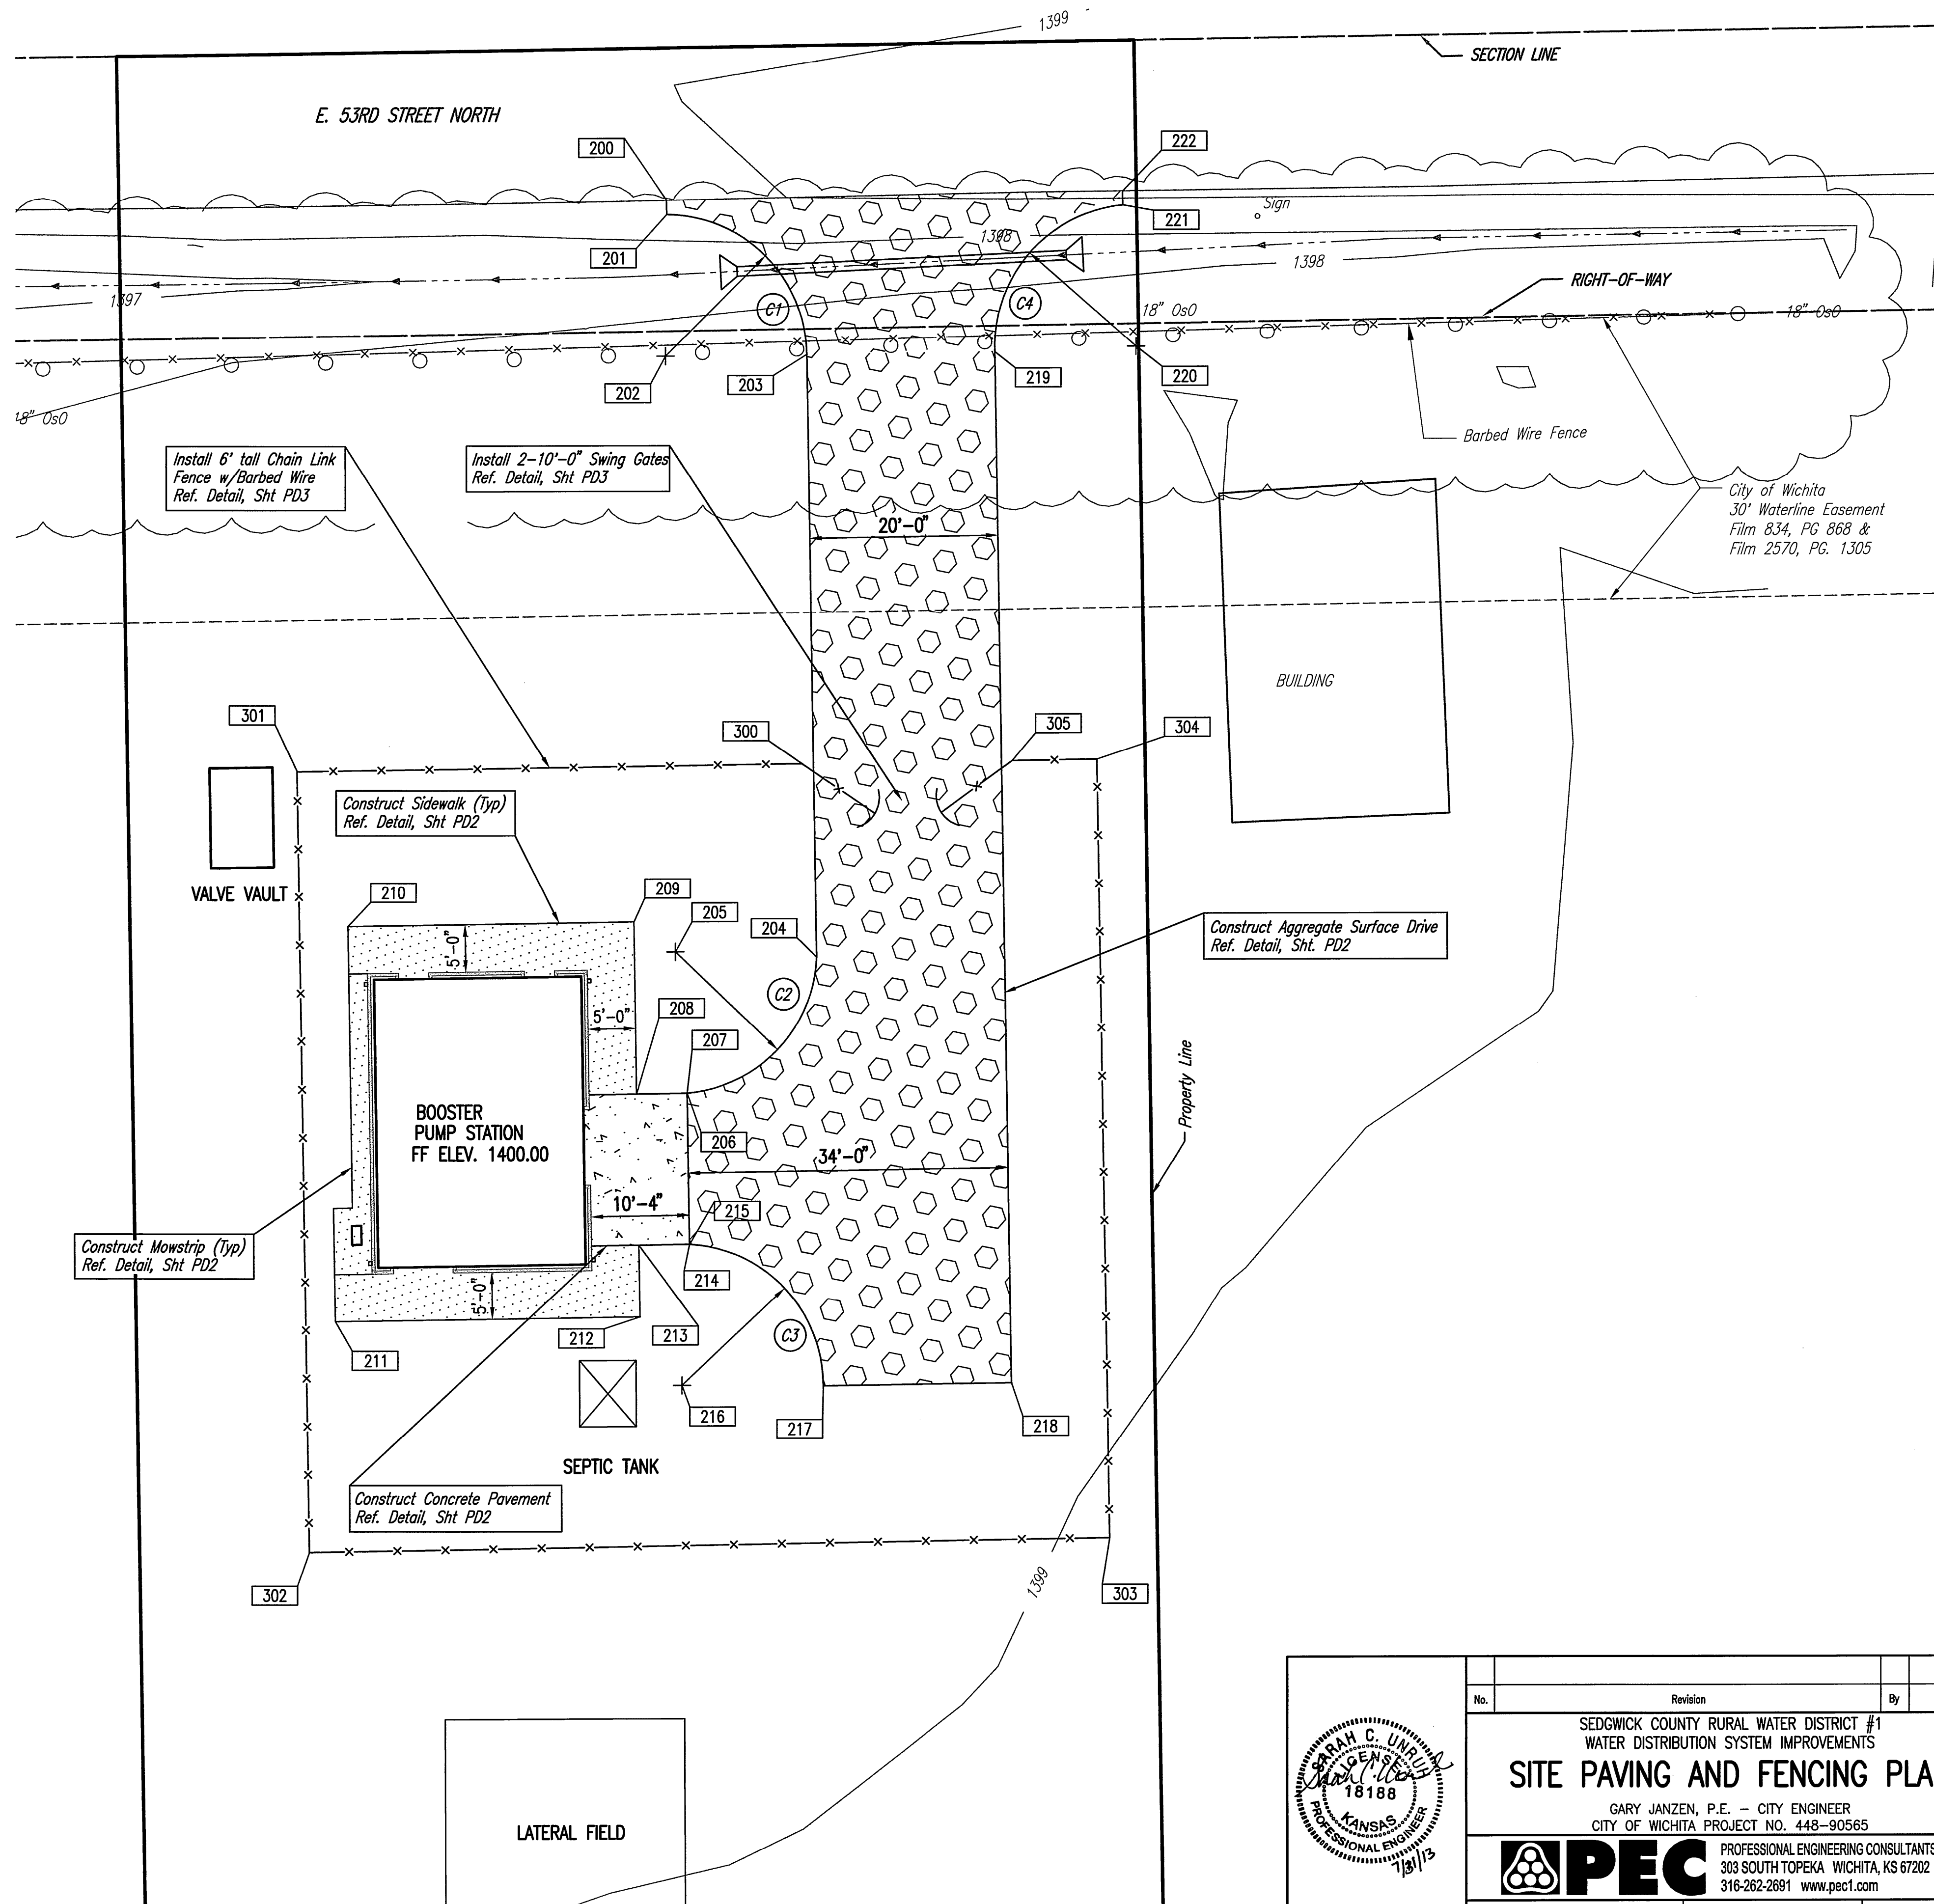 1399
SECTION LINE
E. 53RD STREET NORTH
200
222
Sign
221
1398
201
1398
RIGHT-OF-WAY
1397
C1
C4
18" OsO
18" OsO
202
203
219
220
18" OsO
Barbed Wire Fence
Install 6' tall Chain Link
Fence w/Barbed Wire
Ref. Detail, Sht PD3
Install 2-10'-0" Swing Gates
Ref. Detail, Sht PD3
City of Wichita
30' Waterline Easement
Film 834, PG 868 &
Film 2570, PG. 1305
20'-0"
BUILDING
301
300
305
304
Construct Sidewalk (Typ)
Ref. Detail, Sht PD2
VALVE VAULT
210
209
205
204
Construct Aggregate Surface Drive
Ref. Detail, Sht. PD2
5'-0"
C2
208
5'-0"
207
Property Line
BOOSTER
PUMP STATION
FF ELEV. 1400.00
206
34'-0"
10'-4"
215
Construct Mowstrip (Typ)
Ref. Detail, Sht PD2
214
5'-0"
212
213
C3
211
216
217
218
SEPTIC TANK
Construct Concrete Pavement
Ref. Detail, Sht PD2
302
1399
303
LATERAL FIELD
No.
Revision
By
SEDGWICK COUNTY RURAL WATER DISTRICT #1
WATER DISTRIBUTION SYSTEM IMPROVEMENTS
SITE PAVING AND FENCING PLA
GARY JANZEN, P.E. - CITY ENGINEER
CITY OF WICHITA PROJECT NO. 448-90565
PEC
PROFESSIONAL ENGINEERING CONSULTANTS
303 SOUTH TOPEKA WICHITA, KS 67202
316-262-2691 www.pec1.com
SARAH C. UNRUH
LICENSED
18188
KANSAS
PROFESSIONAL ENGINEER
7/31/13